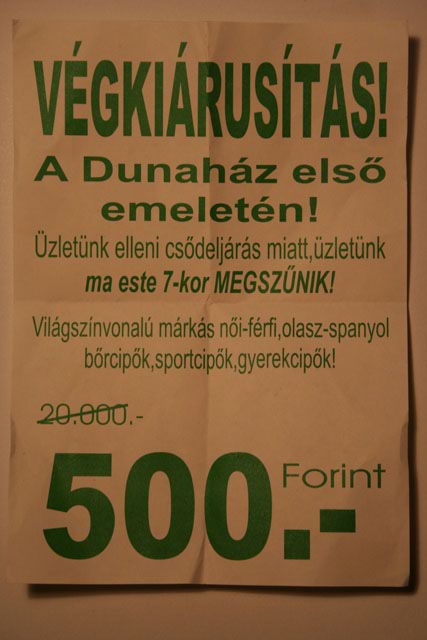 VÉGKIÁRUSÍTÁS!
A Dunaház első
emeletén!
Üzletünk elleni csődeljárás miatt,üzletünk
ma este 7-kor MEGSZŰNIK!
Világszínvonalú márkás női-férfi,olasz-spanyol
bőrcipők,sportcipők,gyerekcipők!
20.000.-
Forint
500.-